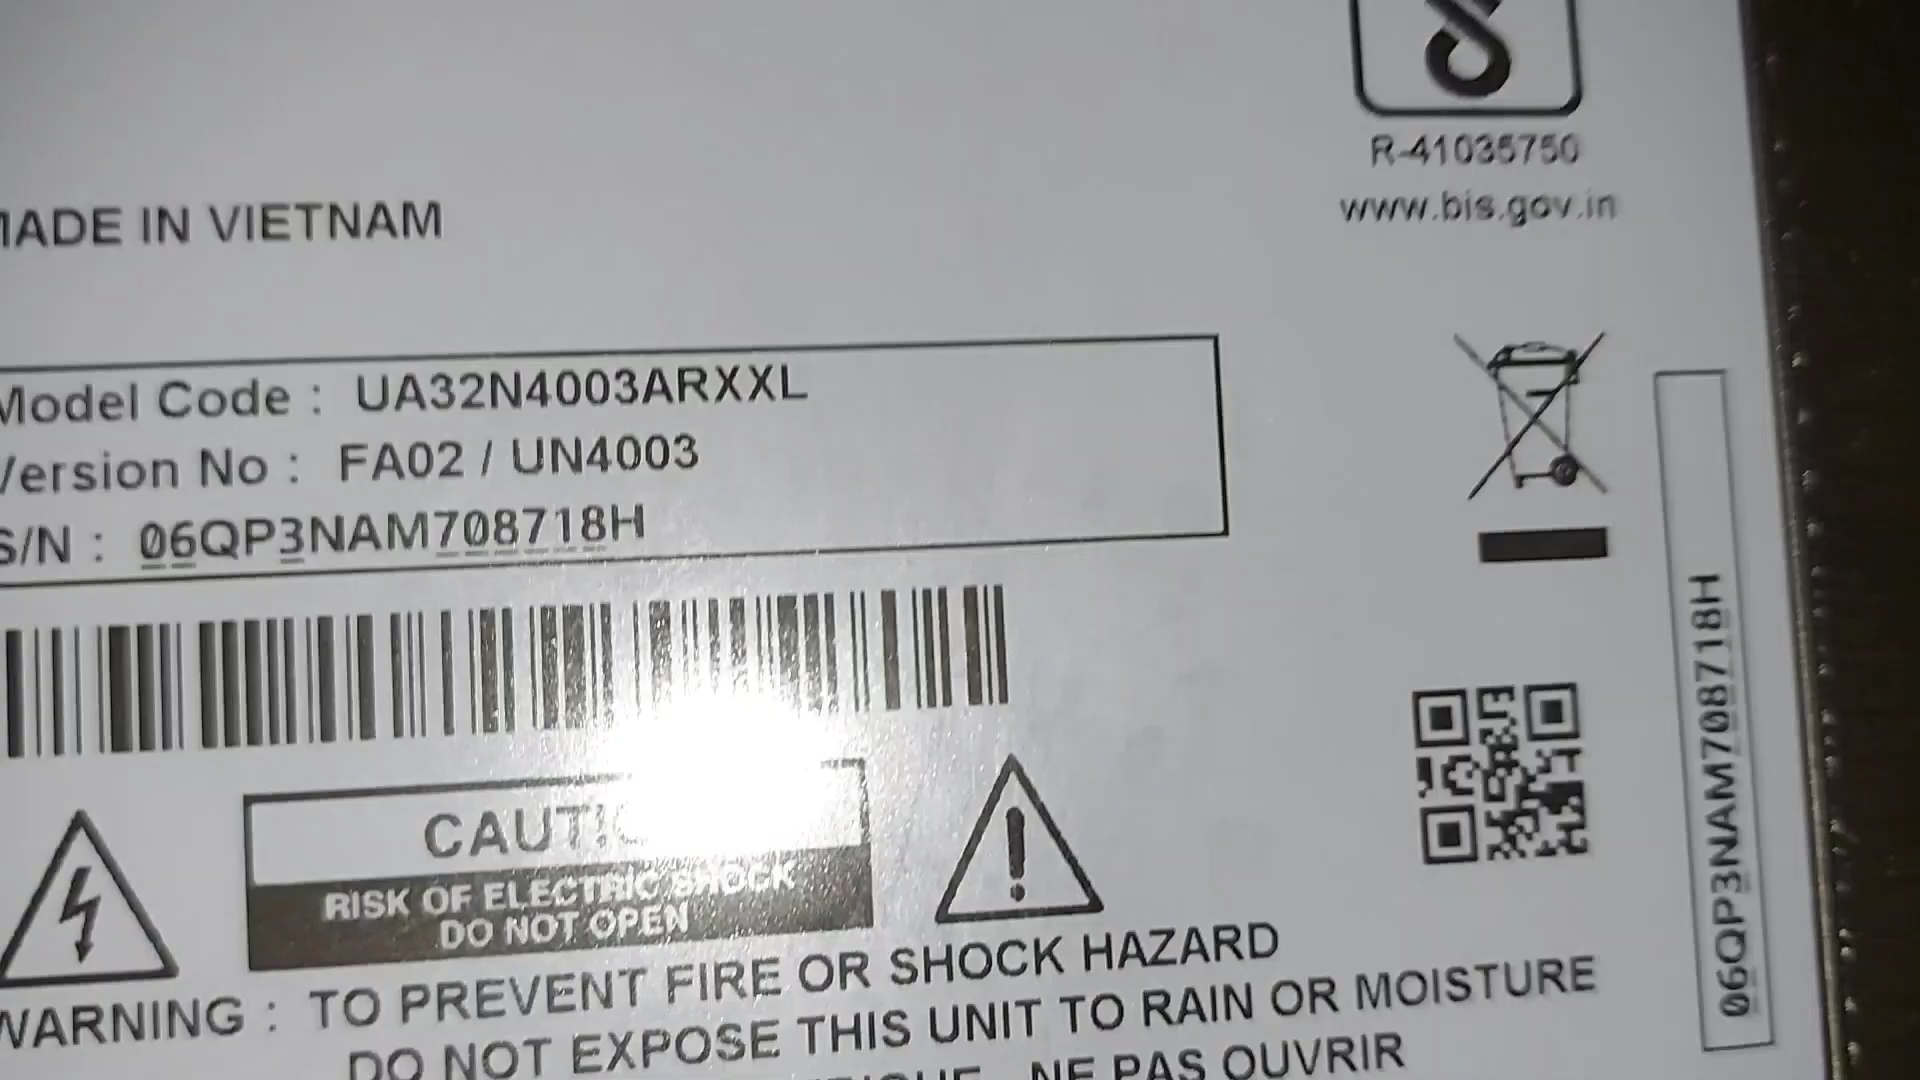 R-41035750
www.bis.gov.in
MADE IN VIETNAM
Model Code : UA32N4003ARXXL
Version No : FA02 / UN4003
S/N : 06QP3NAM708718H
CAUTION
RISK OF ELECTRIC SHOCK
DO NOT OPEN
WARNING : TO PREVENT FIRE OR SHOCK HAZARD
DO NOT EXPOSE THIS UNIT TO RAIN OR MOISTURE
NE PAS OUVRIR
06QP3NAM708718H